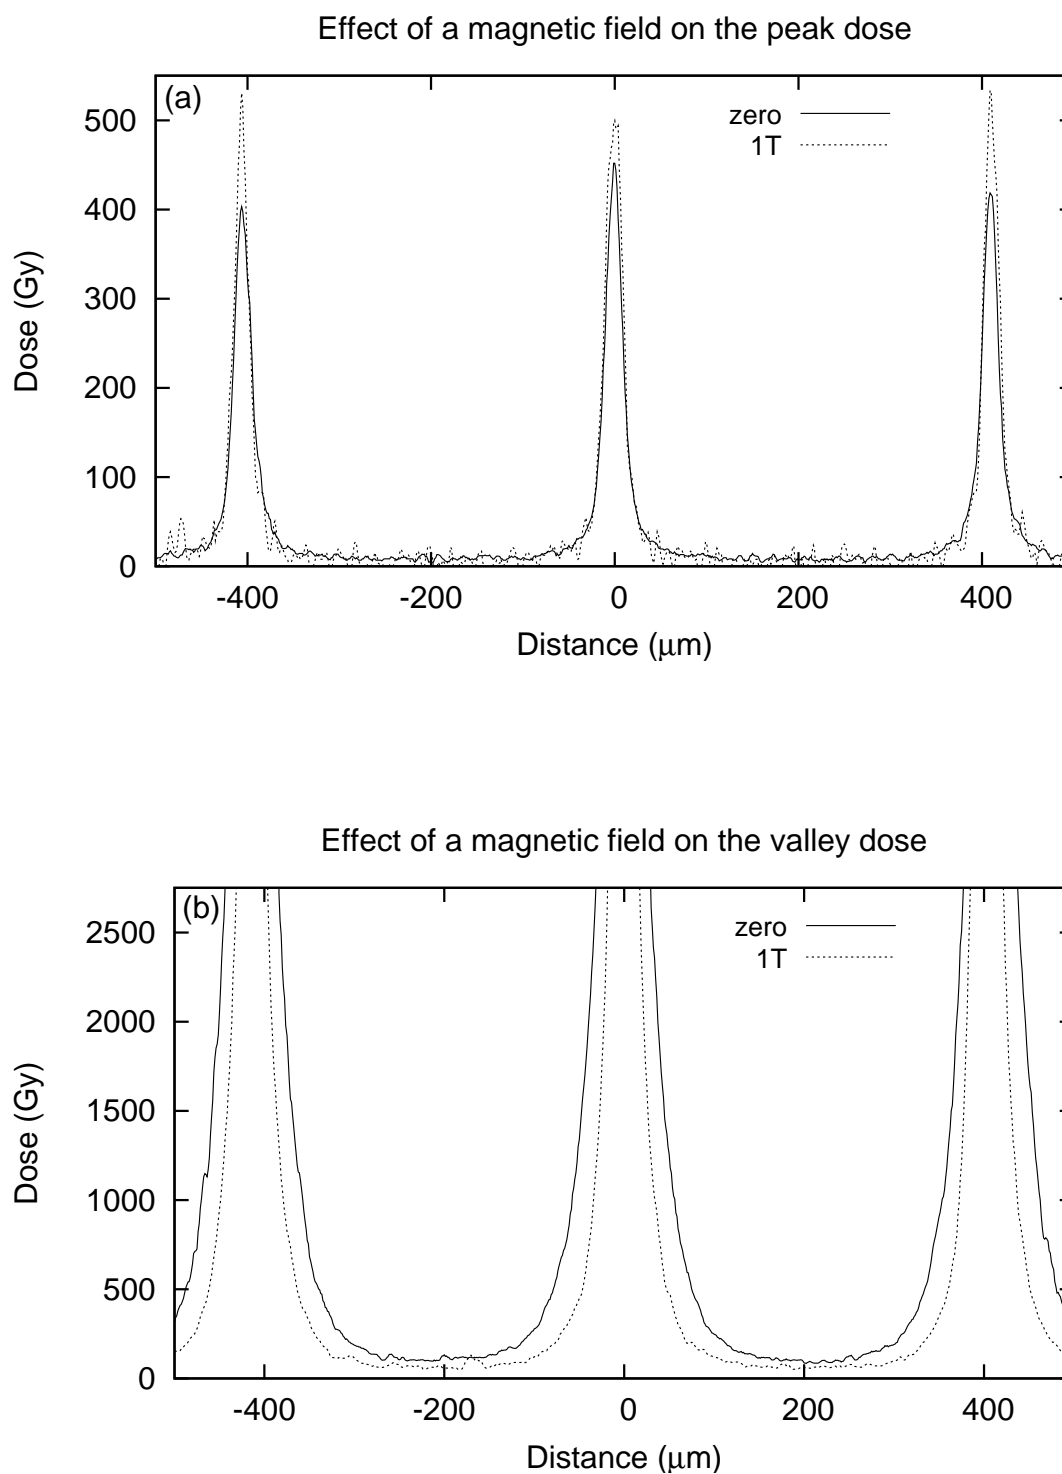 Effect of a magnetic field on the peak dose
(a)
zero
1T
500
400
300
200
100
0
Dose (Gy)
-400 -200 0 200 400
Distance (μm)
Effect of a magnetic field on the valley dose
(b)
zero
1T
2500
2000
1500
1000
500
0
Dose (Gy)
-400 -200 0 200 400
Distance (μm)